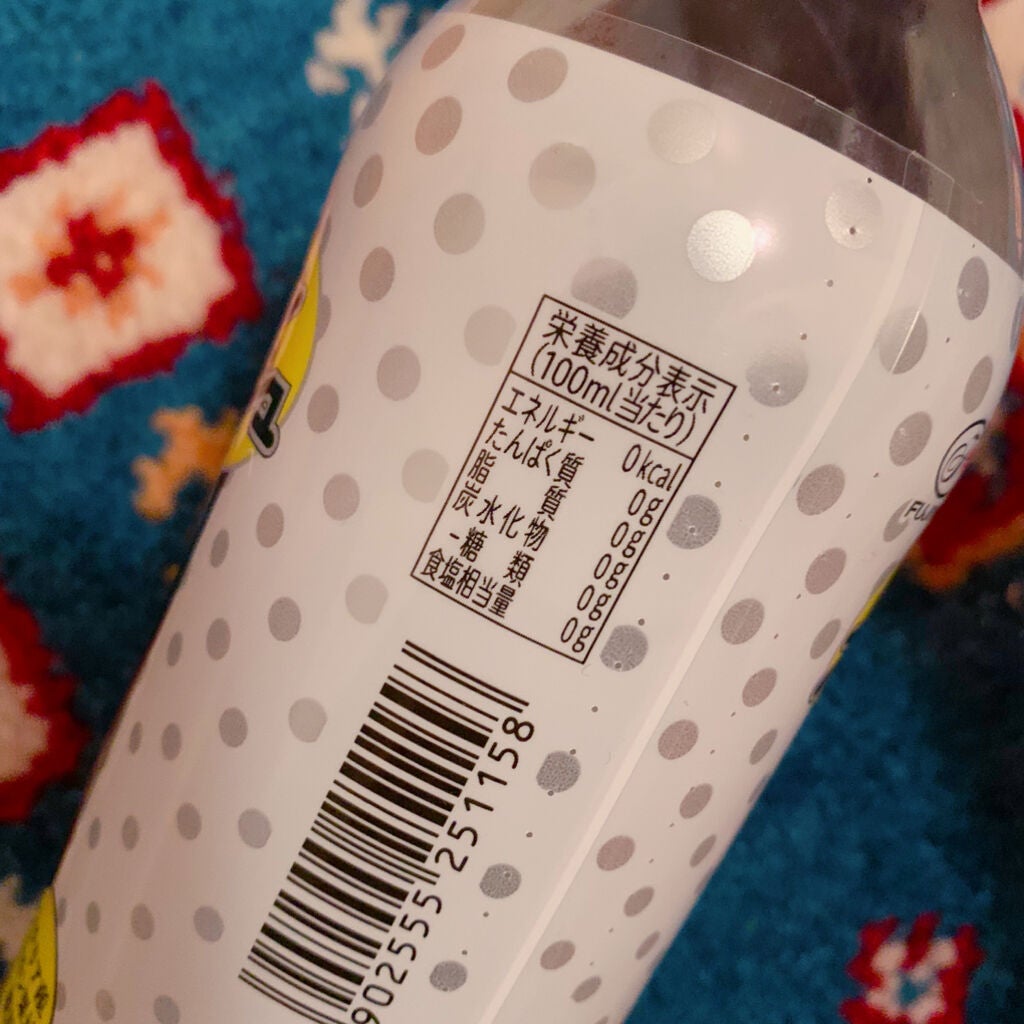 栄養成分表示
(100ml当たり)
エネルギー 0kcal
たんぱく質 0g
脂質 0g
炭水化物 0g
-糖類 0g
食塩相当量 0g
902555 251158